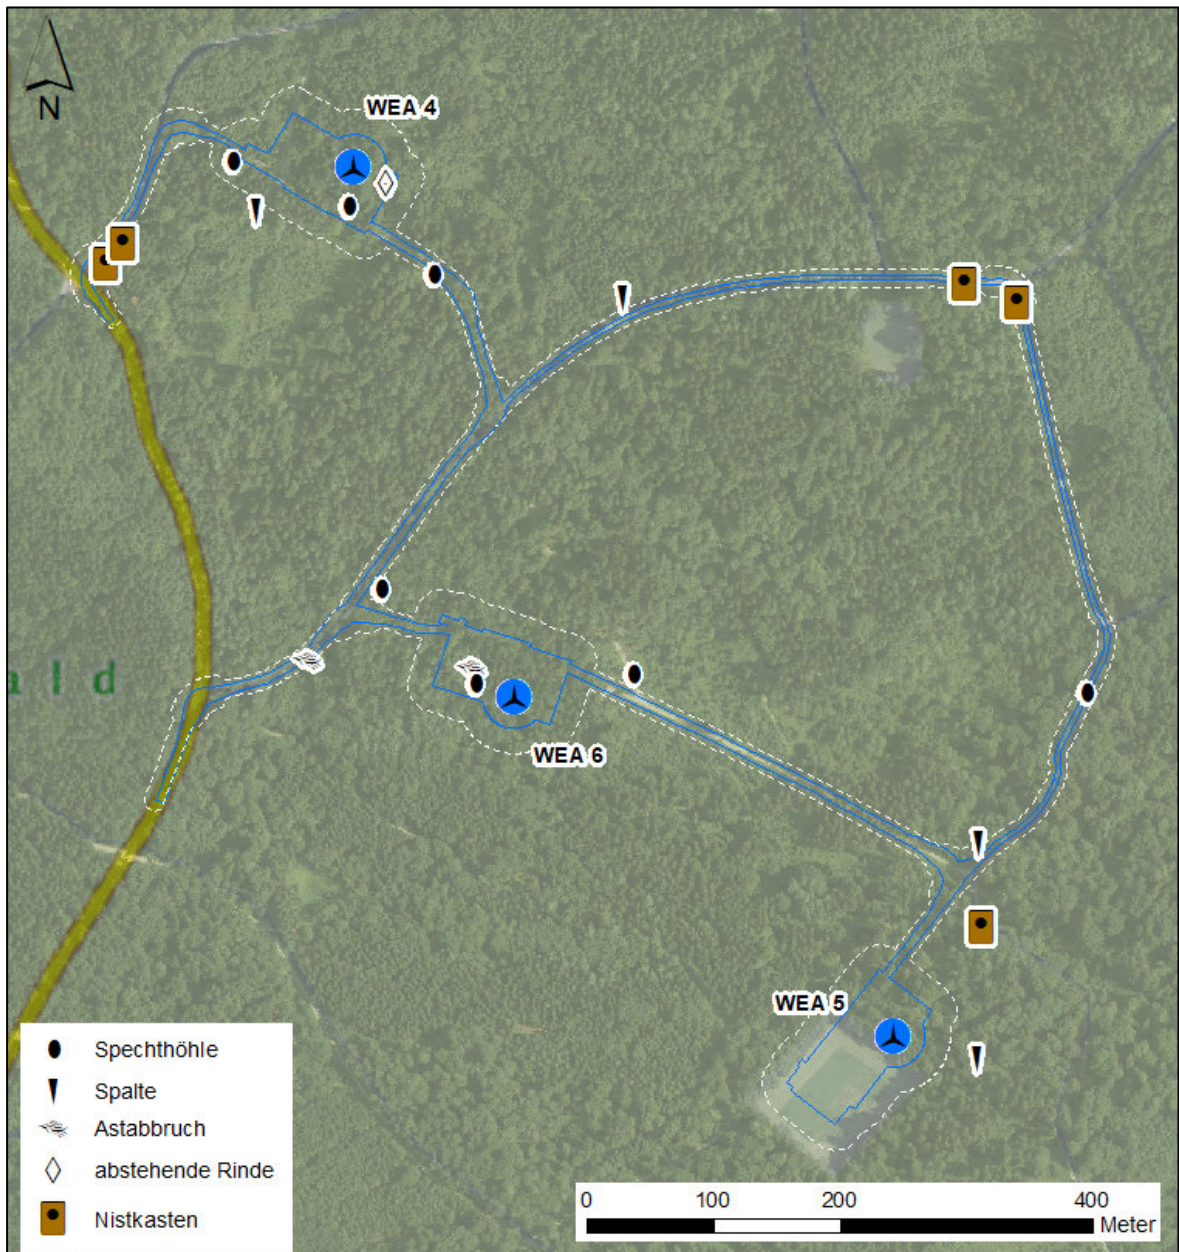 N
WEA 4
a l d
WEA 6
WEA 5
Spechthöhle
Spalte
Astabbruch
abstehende Rinde
Nistkasten
0 100 200 400
Meter